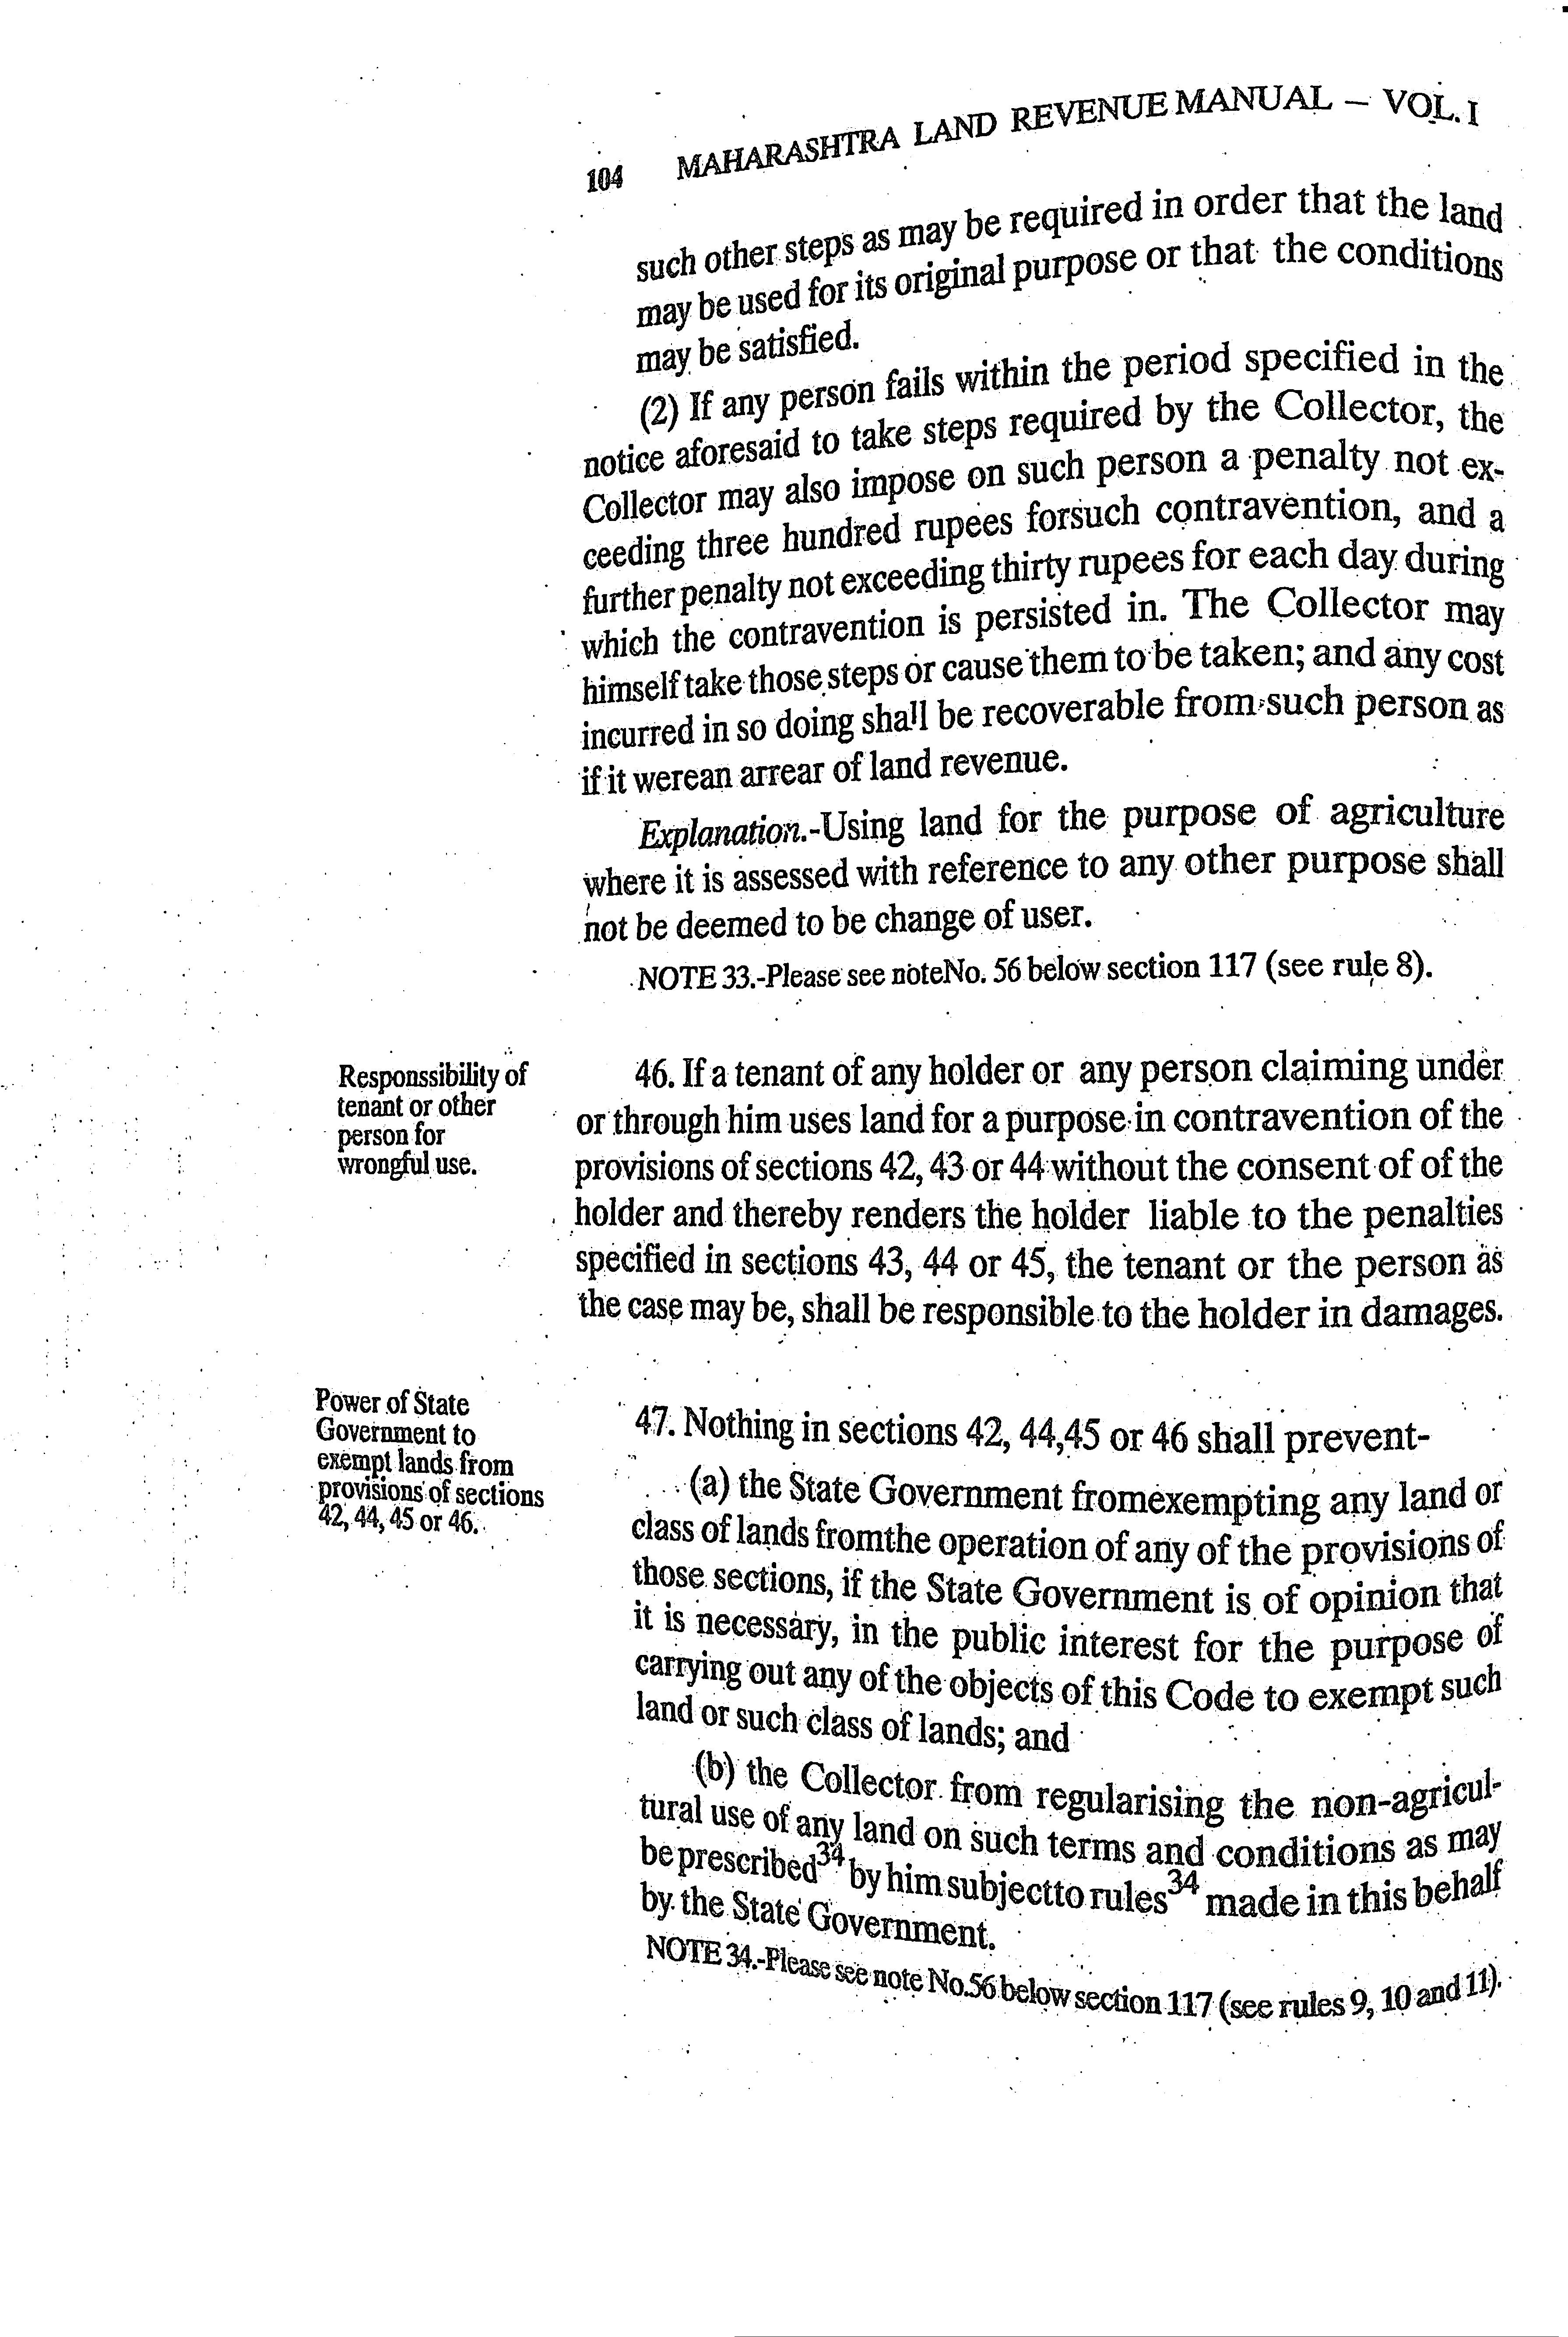 104 MAHARASHTRA LAND REVENUE MANUAL – VOL. I
such other steps as may be required in order that the land
may be used for its original purpose or that the conditions
may be satisfied.
(2) If any person fails within the period specified in the
notice aforesaid to take steps required by the Collector, the
Collector may also impose on such person a penalty not ex-
ceeding three hundred rupees forsuch contravention, and a
further penalty not exceeding thirty rupees for each day during
which the contravention is persisted in. The Collector may
himself take those steps or cause them to be taken; and any cost
incurred in so doing shall be recoverable from such person as
if it werean arrear of land revenue.
Explanation.-Using land for the purpose of agriculture
where it is assessed with reference to any other purpose shall
not be deemed to be change of user.
NOTE 33.-Please see noteNo. 56 below section 117 (see rule 8).
Responssibility of
tenant or other
person for
wrongful use.
46. If a tenant of any holder or any person claiming under
or through him uses land for a purpose in contravention of the
provisions of sections 42, 43 or 44 without the consent of of the
holder and thereby renders the holder liable to the penalties
specified in sections 43, 44 or 45, the tenant or the person as
the case may be, shall be responsible to the holder in damages.
Power of State
Government to
exempt lands from
provisions of sections
42, 44, 45 or 46.
47. Nothing in sections 42, 44,45 or 46 shall prevent-
(a) the State Government fromexempting any land or
class of lands fromthe operation of any of the provisions of
those sections, if the State Government is of opinion that
it is necessary, in the public interest for the purpose of
carrying out any of the objects of this Code to exempt such
land or such class of lands; and
(b) the Collector from regularising the non-agricul-
tural use of any land on such terms and conditions as may
be prescribed34 by him subjectto rules34 made in this behalf
by the State Government.
NOTE 34.-Please see note No.56 below section 117 (see rules 9, 10 and 11).